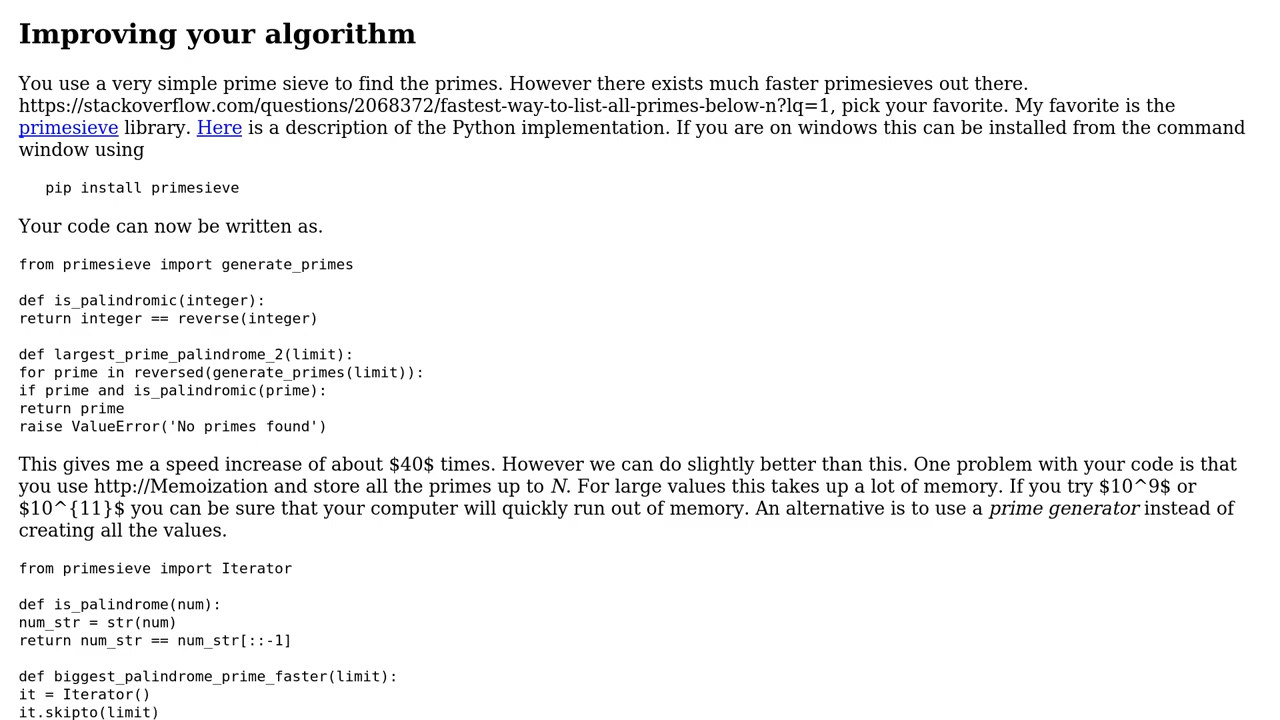 Improving your algorithm
You use a very simple prime sieve to find the primes. However there exists much faster primesieves out there.
https://stackoverflow.com/questions/2068372/fastest-way-to-list-all-primes-below-n?lq=1, pick your favorite. My favorite is the
primesieve library. Here is a description of the Python implementation. If you are on windows this can be installed from the command
window using
pip install primesieve
Your code can now be written as.
from primesieve import generate_primes
def is_palindromic(integer):
return integer == reverse(integer)
def largest_prime_palindrome_2(limit):
for prime in reversed(generate_primes(limit)):
if prime and is_palindromic(prime):
return prime
raise ValueError('No primes found')
This gives me a speed increase of about $40$ times. However we can do slightly better than this. One problem with your code is that
you use http://Memoization and store all the primes up to N. For large values this takes up a lot of memory. If you try $10^9$ or
$10^{11}$ you can be sure that your computer will quickly run out of memory. An alternative is to use a prime generator instead of
creating all the values.
from primesieve import Iterator
def is_palindrome(num):
num_str = str(num)
return num_str == num_str[::-1]
def biggest_palindrome_prime_faster(limit):
it = Iterator()
it.skipto(limit)